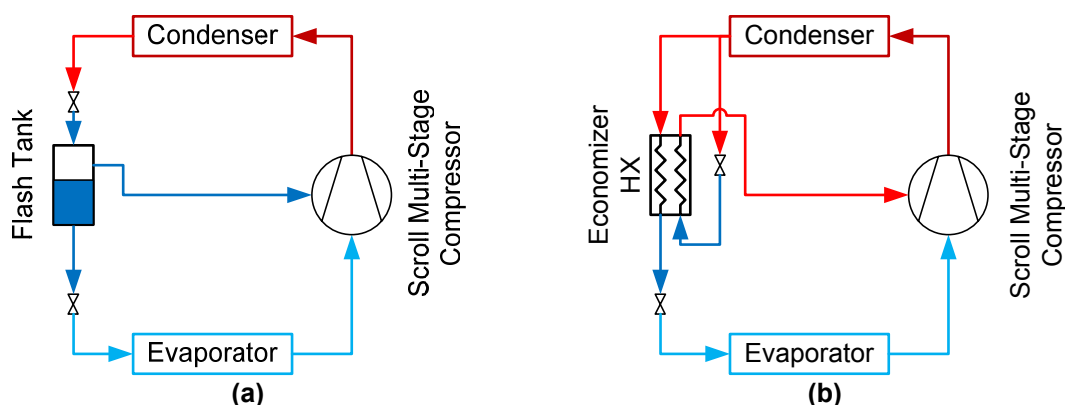 Condenser
Flash Tank
Scroll Multi-Stage
Compressor
Evaporator
(a)
Condenser
Economizer
HX
Scroll Multi-Stage
Compressor
Evaporator
(b)